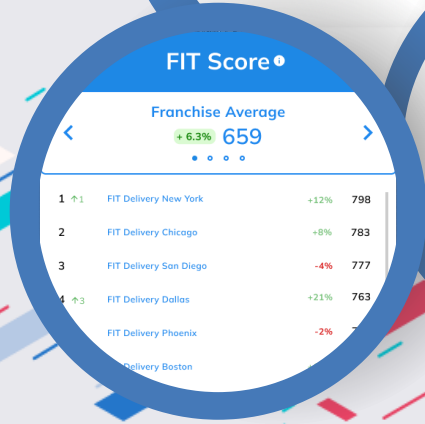 FIT Score
Franchise Average
+ 6.3% 659
1 ↑1 FIT Delivery New York +12% 798
2 FIT Delivery Chicago +8% 783
3 FIT Delivery San Diego -4% 777
4 ↑3 FIT Delivery Dallas +21% 763
FIT Delivery Phoenix -2%
Delivery Boston